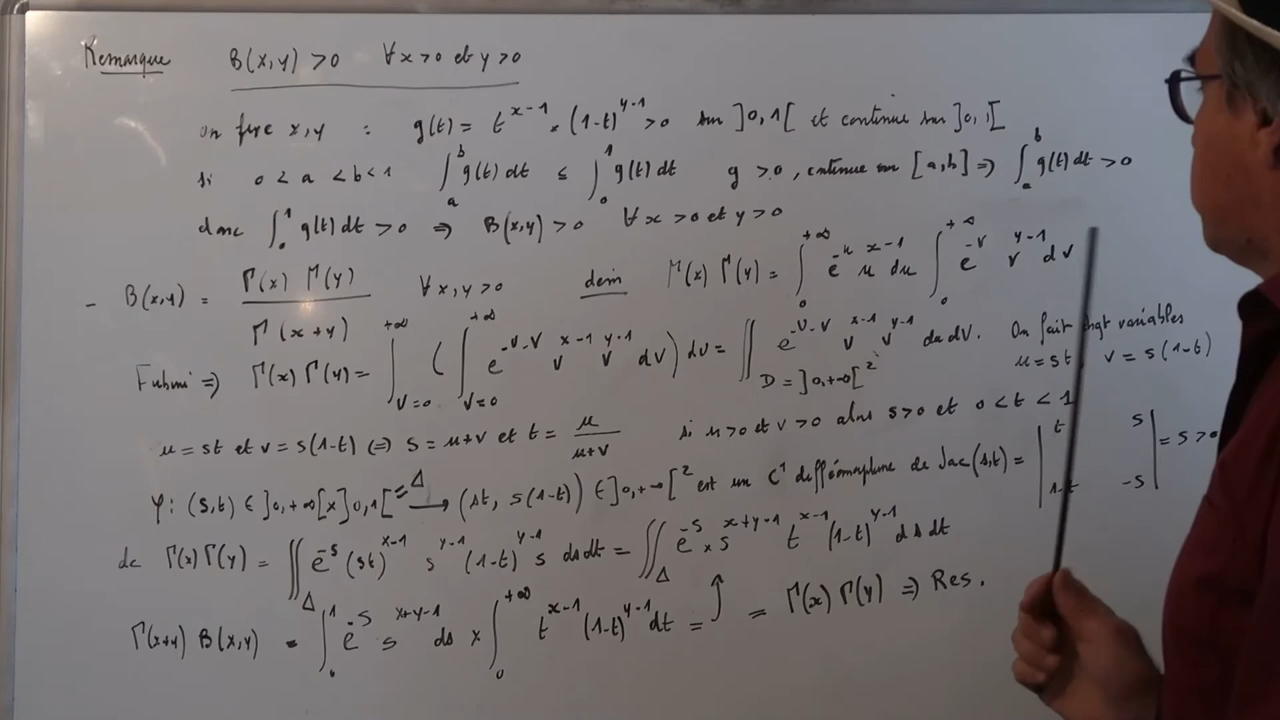 Remarque B(x,y) > 0 ∀ x > 0 et y > 0
on fixe x,y : g(t) = t^{x-1} × (1-t)^{y-1} > 0 sur ]0,1[ et continue sur ]0,1[
si 0 < a < b < 1 ∫_a^b g(t) dt ≤ ∫_0^1 g(t) dt g > 0, continue sur [a,b] ⇒ ∫_a^b g(t) dt > 0
donc ∫_0^1 g(t) dt > 0 ⇒ B(x,y) > 0 ∀ x > 0 et y > 0
- B(x,y) = Γ(x) Γ(y) / Γ(x+y) ∀ x,y > 0 dem Γ(x) Γ(y) = ∫_0^{+∞} e^{-u} u^{x-1} du ∫_0^{+∞} e^{-v} v^{y-1} dv
Fubini ⇒ Γ(x) Γ(y) = ∫_{v=0}^{+∞} ( ∫_{v=0}^{+∞} e^{-u-v} v^{x-1} v^{y-1} dv ) du = ∬_{D = ]0,+∞[^2} e^{-u-v} v^{x-1} v^{y-1} du dv. On fait chgt variables
u = st, v = s(1-t)
u = st et v = s(1-t) ⇔ s = u+v et t = u/(u+v) si u > 0 et v > 0 alors s > 0 et 0 < t < 1
φ : (s,t) ∈ ]0,+∞[ × ]0,1[ = Δ → (st, s(1-t)) ∈ ]0,+∞[^2 est un C^1 difféomorphisme de Jac(s,t) = | t s ; 1-t -s | = s > 0
dc Γ(x) Γ(y) = ∬_Δ e^{-s} (st)^{x-1} s^{y-1} (1-t)^{y-1} s ds dt = ∬_Δ e^{-s} × s^{x+y-1} t^{x-1} (1-t)^{y-1} ds dt
Γ(x+y) B(x,y) = ∫_0^1 e^{-s} s^{x+y-1} ds × ∫_0^{+∞} t^{x-1} (1-t)^{y-1} dt = ↑ = Γ(x) Γ(y) ⇒ Res.